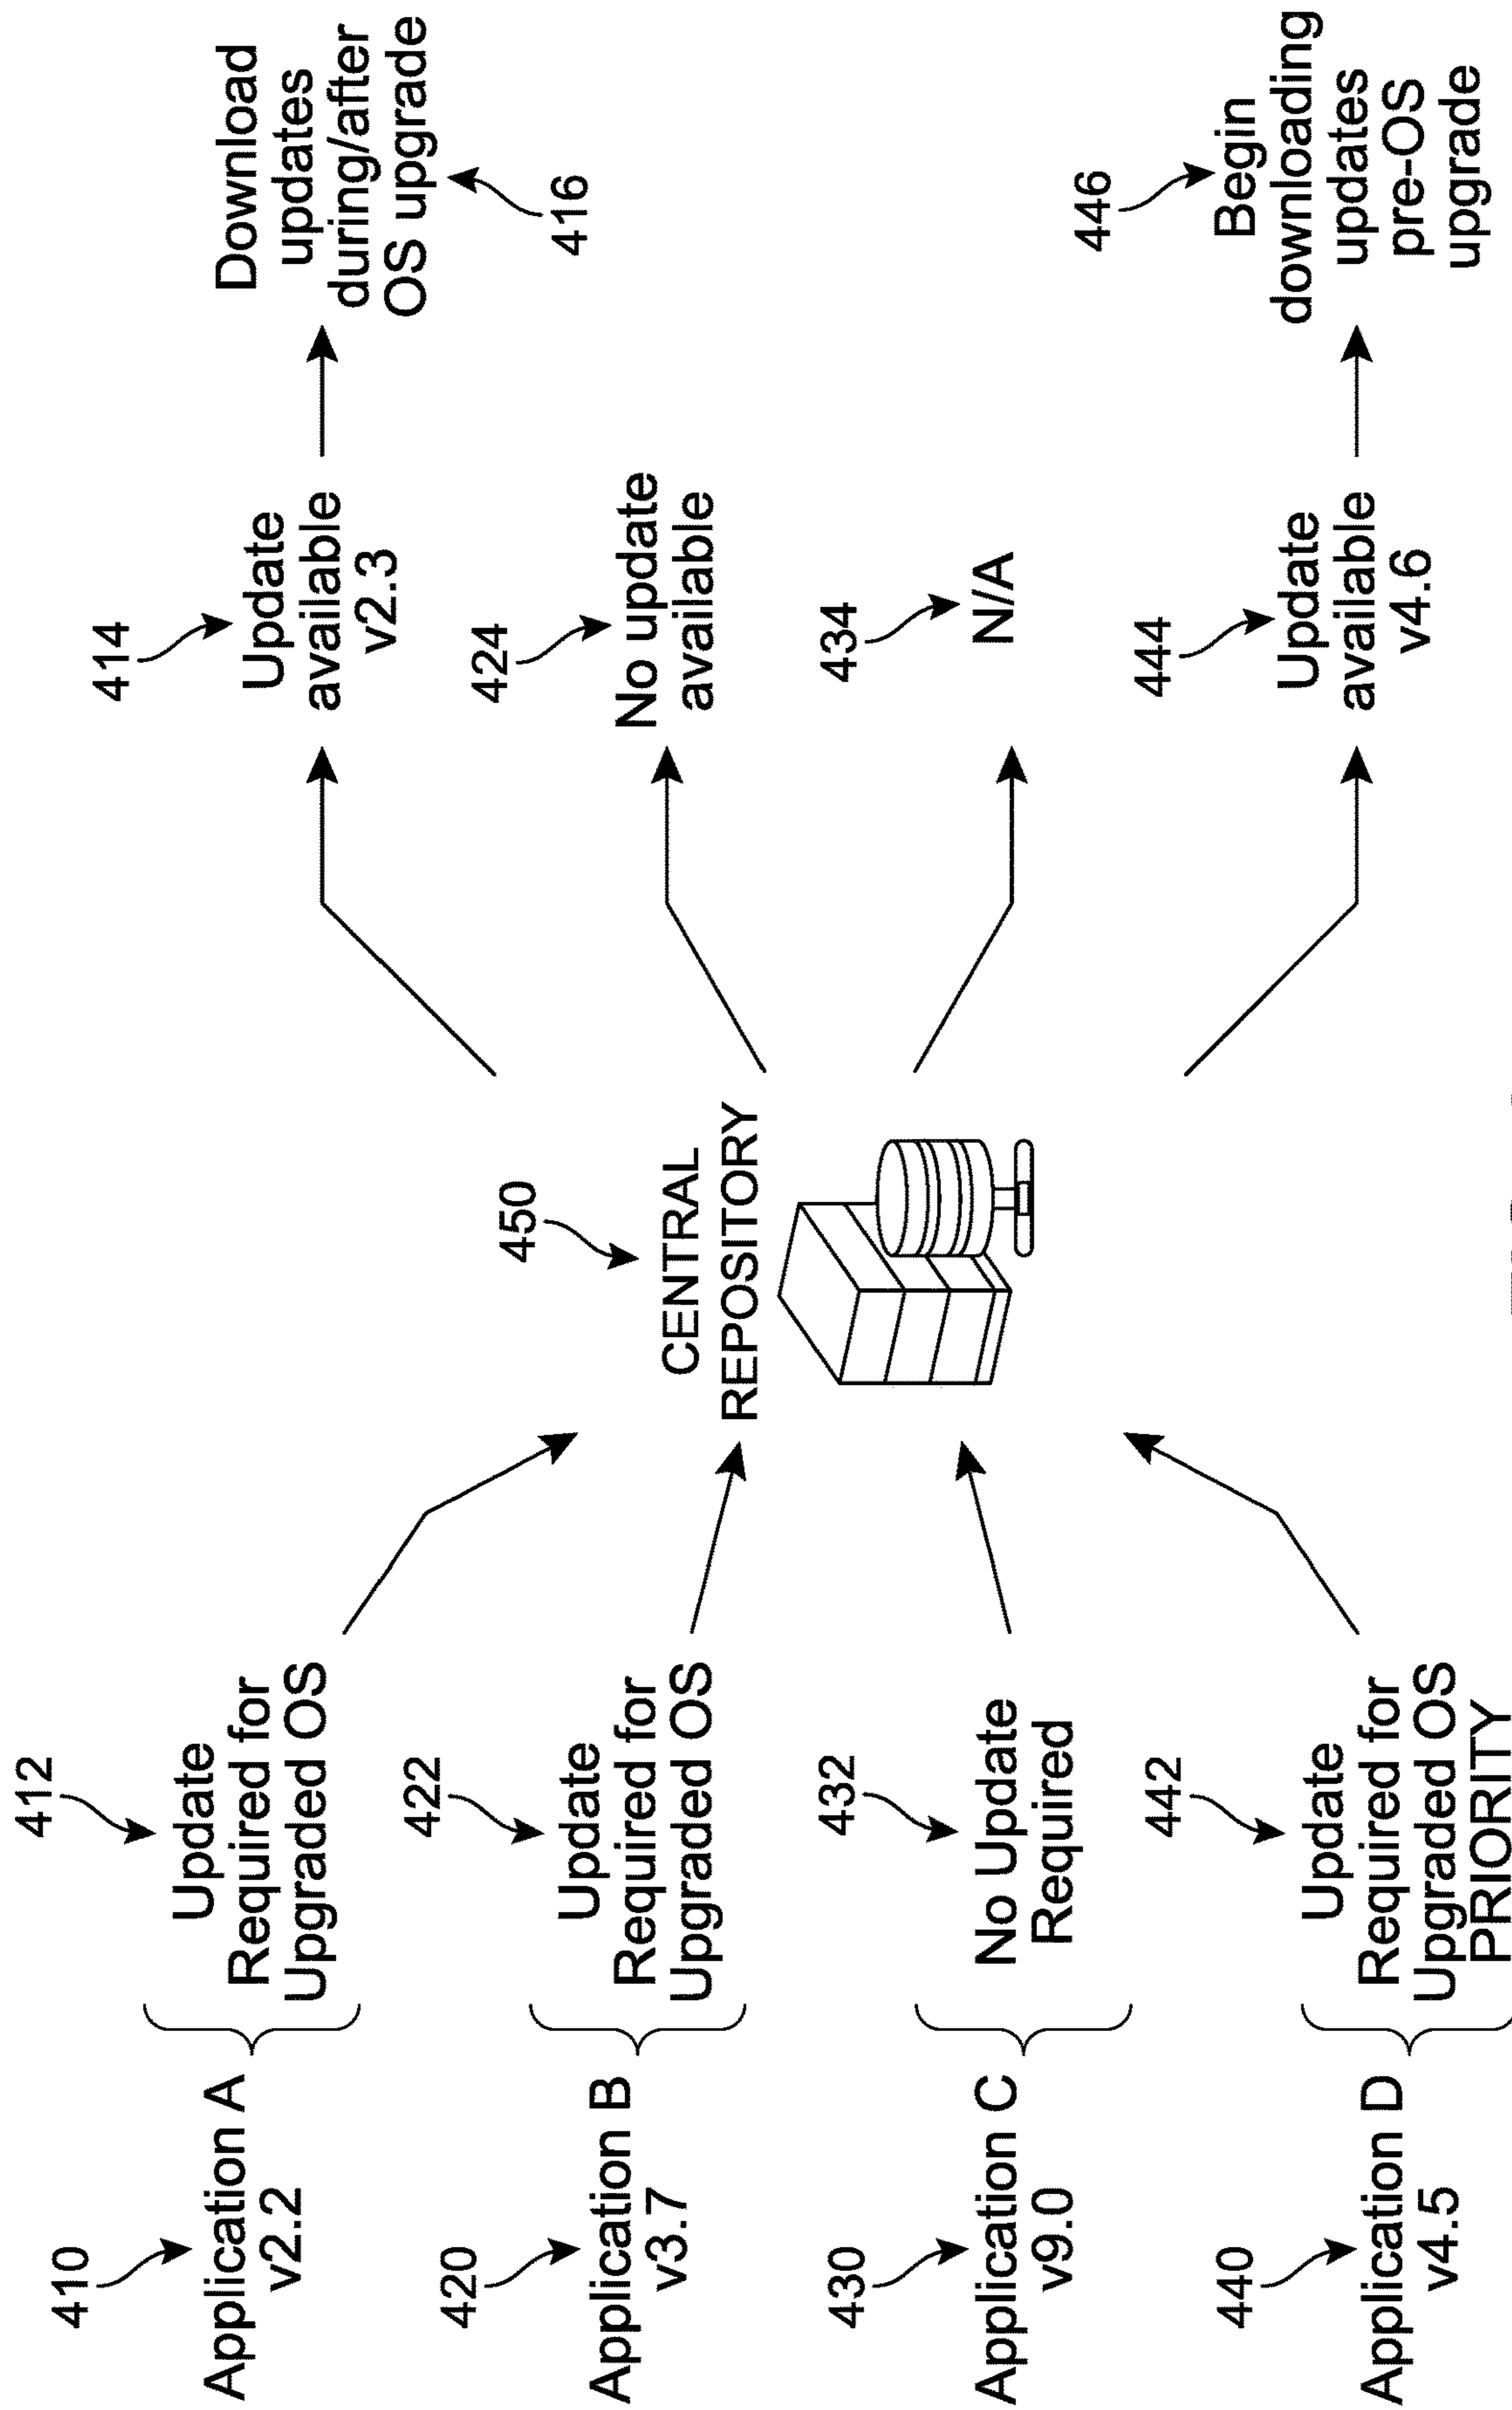 410
Application A
v2.2
412
Update
Required for
Upgraded OS
414
Update
available
v2.3
Download
updates
during/after
OS upgrade
416
420
Application B
v3.7
422
Update
Required for
Upgraded OS
424
No update
available
450
CENTRAL
REPOSITORY
430
Application C
v9.0
432
No Update
Required
434
N/A
440
Application D
v4.5
442
Update
Required for
Upgraded OS
PRIORITY
444
Update
available
v4.6
446
Begin
downloading
updates
pre-OS
upgrade